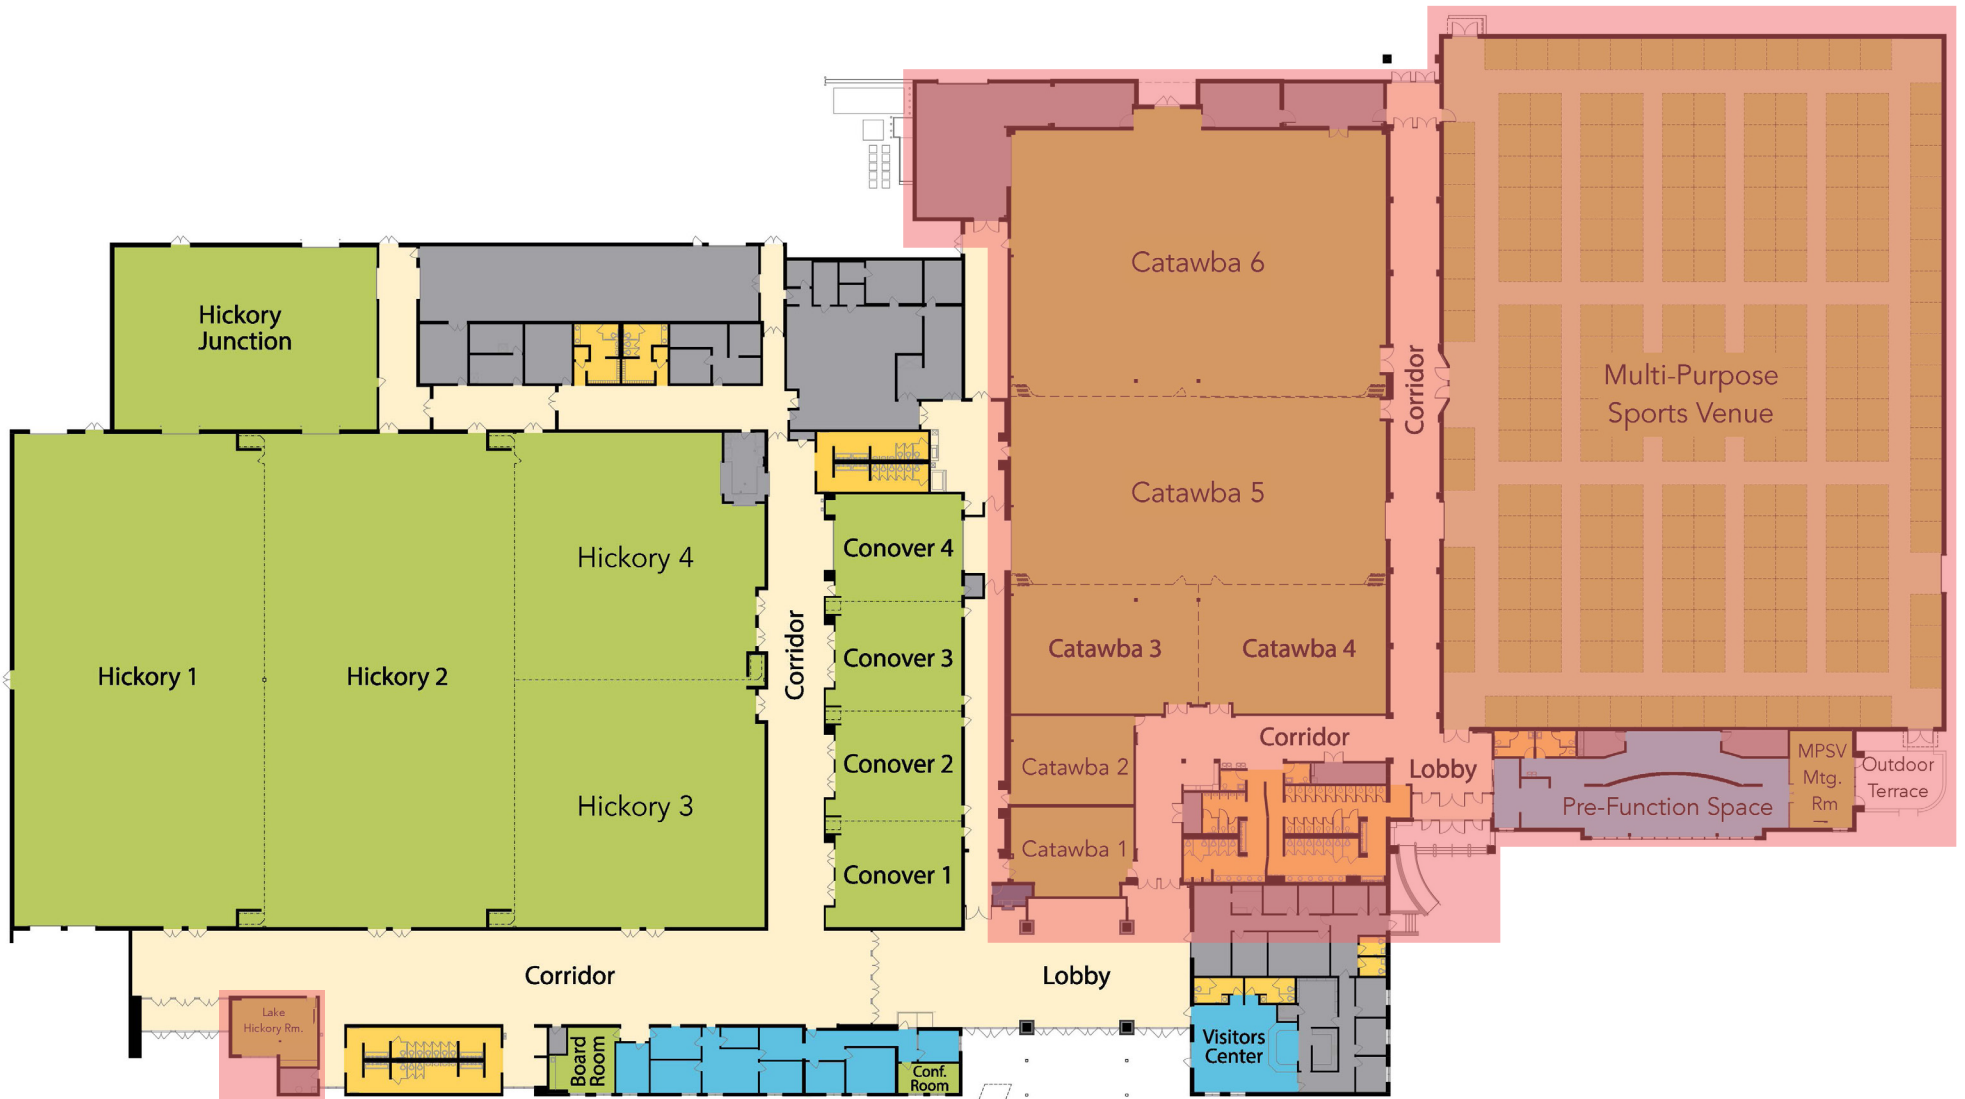 Hickory
Junction
Catawba 6
Corridor
Multi-Purpose
Sports Venue
Catawba 5
Hickory 4
Conover 4
Corridor
Hickory 1
Hickory 2
Conover 3
Catawba 3
Catawba 4
Corridor
Conover 2
Catawba 2
Lobby
MPSV
Mtg.
Rm
Outdoor
Terrace
Hickory 3
Pre-Function Space
Catawba 1
Conover 1
Corridor
Lobby
Lake
Hickory Rm.
Board
Room
Conf.
Room
Visitors
Center